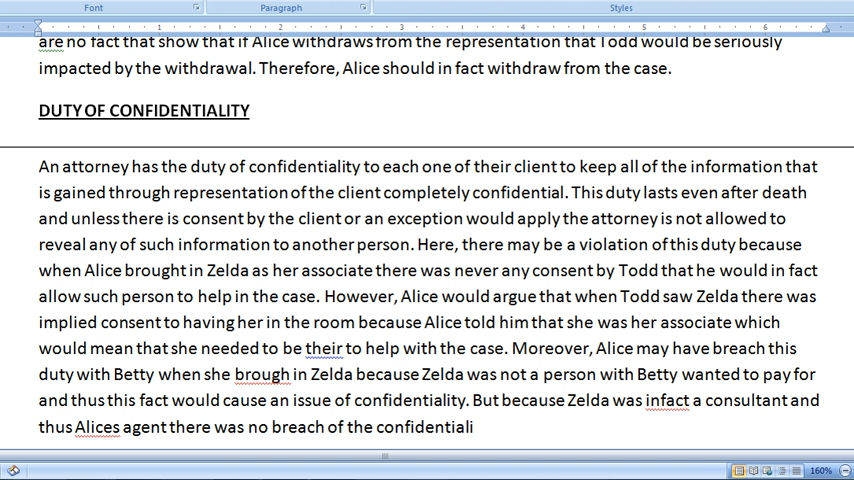 Font
Paragraph
Styles
1 2 3 4 5 6
are no fact that show that if Alice withdraws from the representation that Todd would be seriously
impacted by the withdrawal. Therefore, Alice should in fact withdraw from the case.
DUTY OF CONFIDENTIALITY
An attorney has the duty of confidentiality to each one of their client to keep all of the information that
is gained through representation of the client completely confidential. This duty lasts even after death
and unless there is consent by the client or an exception would apply the attorney is not allowed to
reveal any of such information to another person. Here, there may be a violation of this duty because
when Alice brought in Zelda as her associate there was never any consent by Todd that he would in fact
allow such person to help in the case. However, Alice would argue that when Todd saw Zelda there was
implied consent to having her in the room because Alice told him that she was her associate which
would mean that she needed to be their to help with the case. Moreover, Alice may have breach this
duty with Betty when she brough in Zelda because Zelda was not a person with Betty wanted to pay for
and thus this fact would cause an issue of confidentiality. But because Zelda was infact a consultant and
thus Alices agent there was no breach of the confidentiali
160%